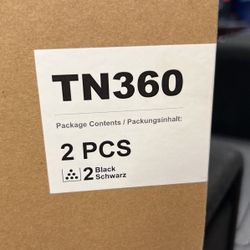 TN360
Package Contents / Packungsinhalt:
2 PCS
2 Black
Schwarz